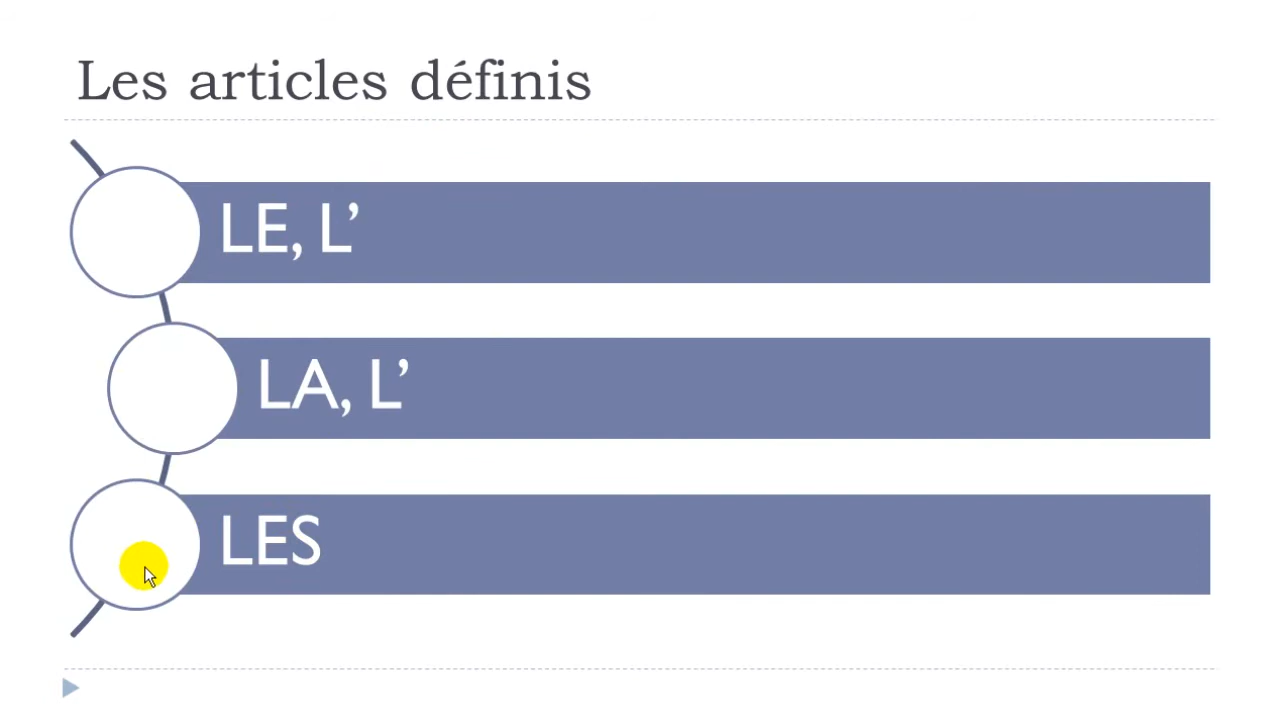 Les articles définis
LE, L’
LA, L’
LES